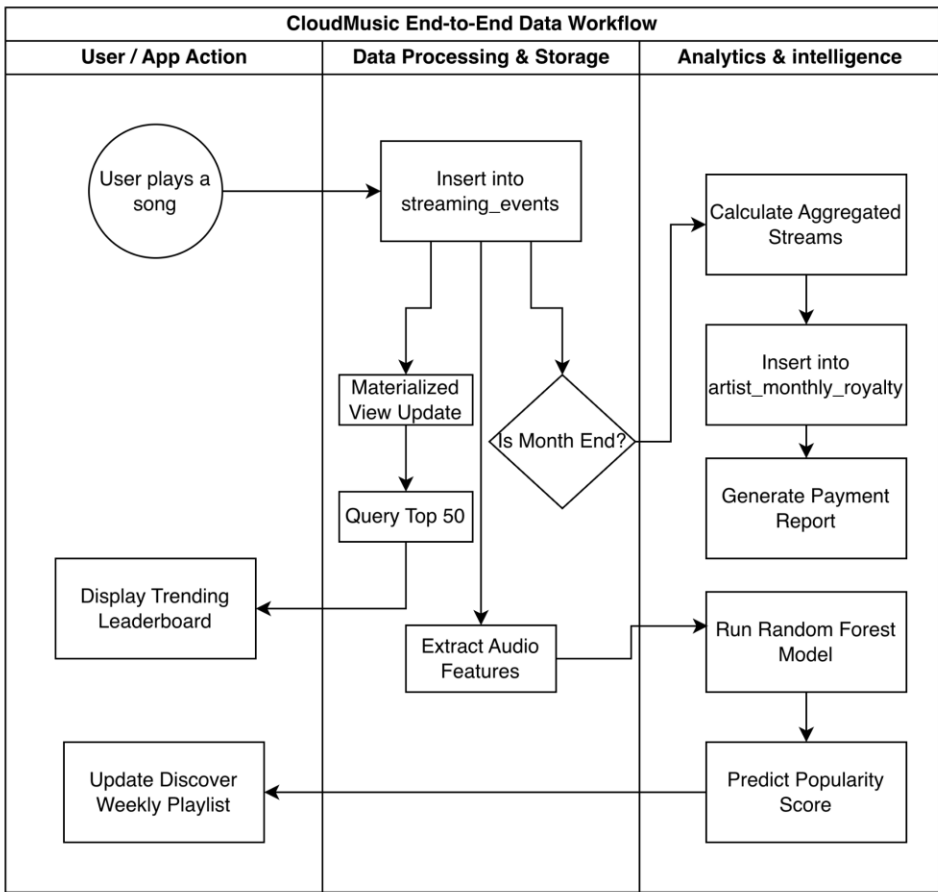 CloudMusic End-to-End Data Workflow
User / App Action
Data Processing & Storage
Analytics & intelligence
User plays a
song
Insert into
streaming_events
Calculate Aggregated
Streams
Materialized
View Update
Is Month End?
Insert into
artist_monthly_royalty
Query Top 50
Generate Payment
Report
Display Trending
Leaderboard
Extract Audio
Features
Run Random Forest
Model
Update Discover
Weekly Playlist
Predict Popularity
Score